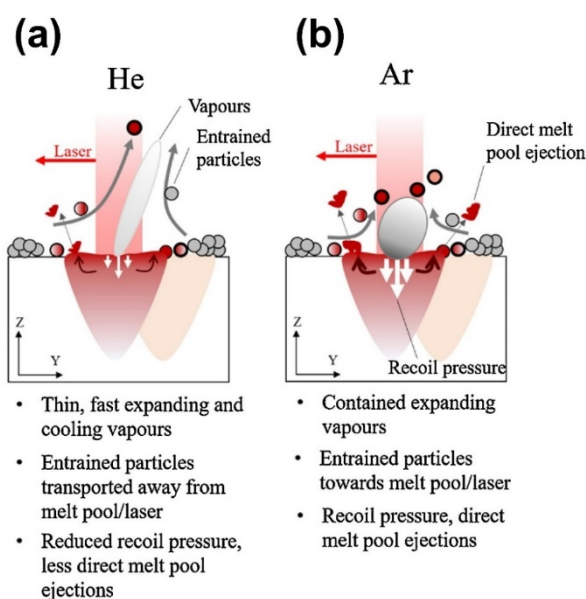 (a)
He
Vapours
Entrained
particles
Laser
Z
Y
• Thin, fast expanding and
cooling vapours
• Entrained particles
transported away from
melt pool/laser
• Reduced recoil pressure,
less direct melt pool
ejections
(b)
Ar
Direct melt
pool ejection
Laser
Recoil pressure
Z
Y
• Contained expanding
vapours
• Entrained particles
towards melt pool/laser
• Recoil pressure, direct
melt pool ejections